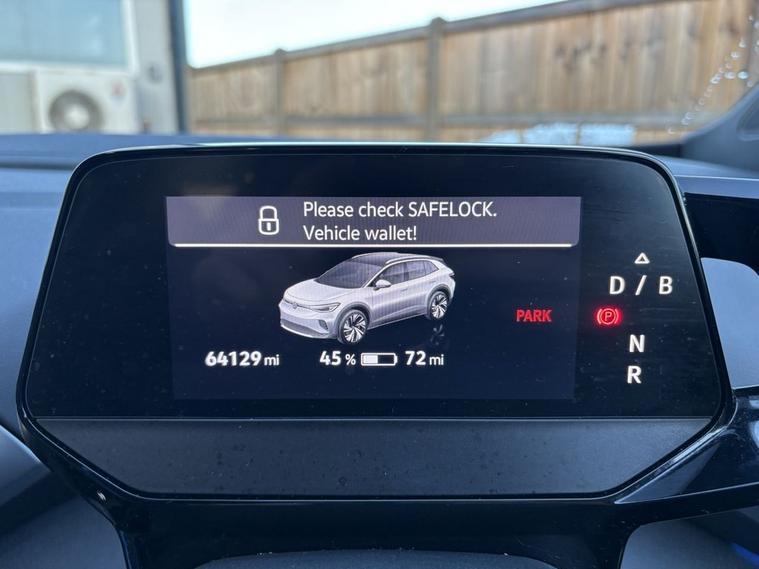 Please check SAFELOCK.
Vehicle wallet!
D / B
PARK
P
N
64129 mi 45 % 72 mi
R